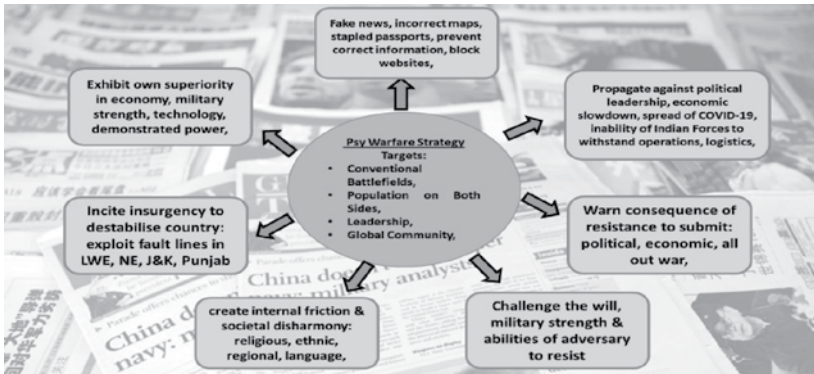 Fake news, incorrect maps,
stapled passports, prevent
correct information, block
websites,
Exhibit own superiority
in economy, military
strength, technology,
demonstrated power,
Propagate against political
leadership, economic
slowdown, spread of COVID-19,
inability of Indian Forces to
withstand operations, logistics,
Psy Warfare Strategy
Targets:
• Conventional
Battlefields,
• Population on Both
Sides,
• Leadership,
• Global Community,
Incite insurgency to
destabilise country:
exploit fault lines in
LWE, NE, J&K, Punjab
Warn consequence of
resistance to submit:
political, economic, all
out war,
create internal friction &
societal disharmony:
religious, ethnic,
regional, language,
Challenge the will,
military strength &
abilities of adversary
to resist
China
navy: military analysts
China
navy: